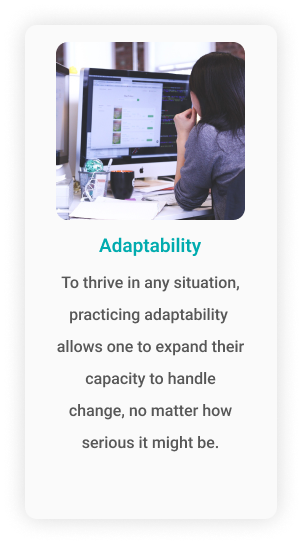 Adaptability
To thrive in any situation,
practicing adaptability
allows one to expand their
capacity to handle
change, no matter how
serious it might be.